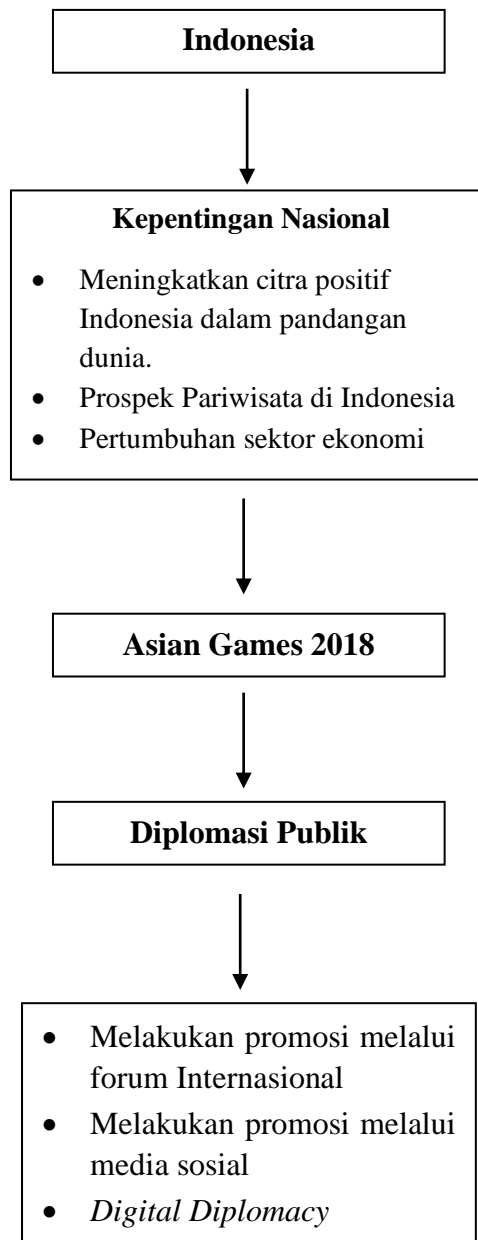 Indonesia
Kepentingan Nasional
• Meningkatkan citra positif
Indonesia dalam pandangan
dunia.
• Prospek Pariwisata di Indonesia
• Pertumbuhan sektor ekonomi
Asian Games 2018
Diplomasi Publik
• Melakukan promosi melalui
forum Internasional
• Melakukan promosi melalui
media sosial
• Digital Diplomacy